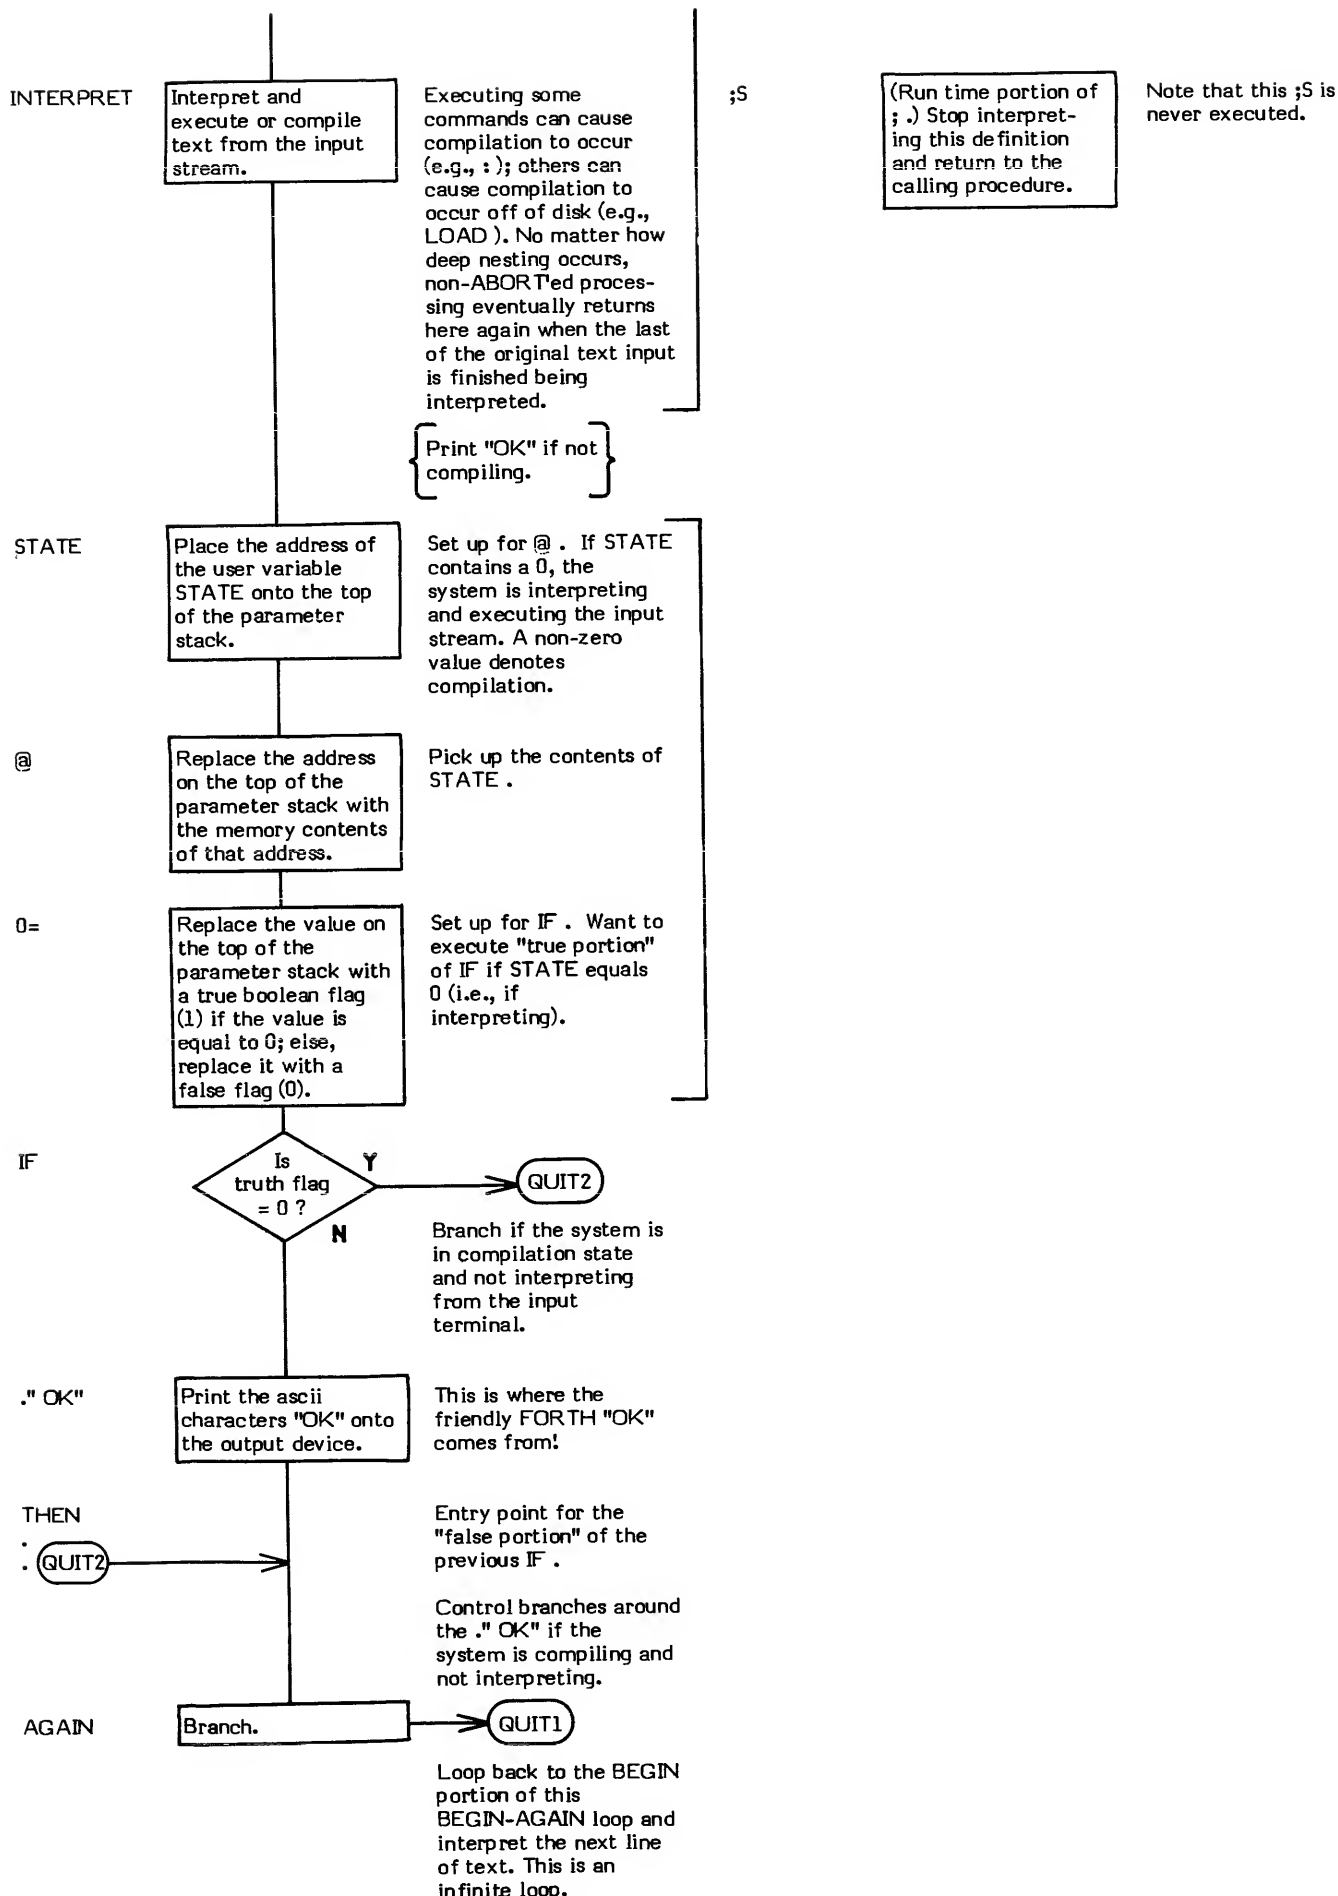 INTERPRET
Interpret and
execute or compile
text from the input
stream.
Executing some
commands can cause
compilation to occur
(e.g., : ); others can
cause compilation to
occur off of disk (e.g.,
LOAD ). No matter how
deep nesting occurs,
non-ABORT'ed proces-
sing eventually returns
here again when the last
of the original text input
is finished being
interpreted.
Print "OK" if not
compiling.
STATE
Place the address of
the user variable
STATE onto the top
of the parameter
stack.
Set up for @ . If STATE
contains a 0, the
system is interpreting
and executing the input
stream. A non-zero
value denotes
compilation.
@
Replace the address
on the top of the
parameter stack with
the memory contents
of that address.
Pick up the contents of
STATE .
0=
Replace the value on
the top of the
parameter stack with
a true boolean flag
(1) if the value is
equal to 0; else,
replace it with a
false flag (0).
Set up for IF . Want to
execute "true portion"
of IF if STATE equals
0 (i.e., if
interpreting).
IF
Is
truth flag
= 0 ?
Y
N
QUIT2
Branch if the system is
in compilation state
and not interpreting
from the input
terminal.
." OK"
Print the ascii
characters "OK" onto
the output device.
This is where the
friendly FORTH "OK"
comes from!
THEN
: QUIT2
Entry point for the
"false portion" of the
previous IF .
Control branches around
the ." OK" if the
system is compiling and
not interpreting.
AGAIN
Branch.
QUIT1
Loop back to the BEGIN
portion of this
BEGIN-AGAIN loop and
interpret the next line
of text. This is an
infinite loop.
;S
(Run time portion of
; .) Stop interpret-
ing this definition
and return to the
calling procedure.
Note that this ;S is
never executed.